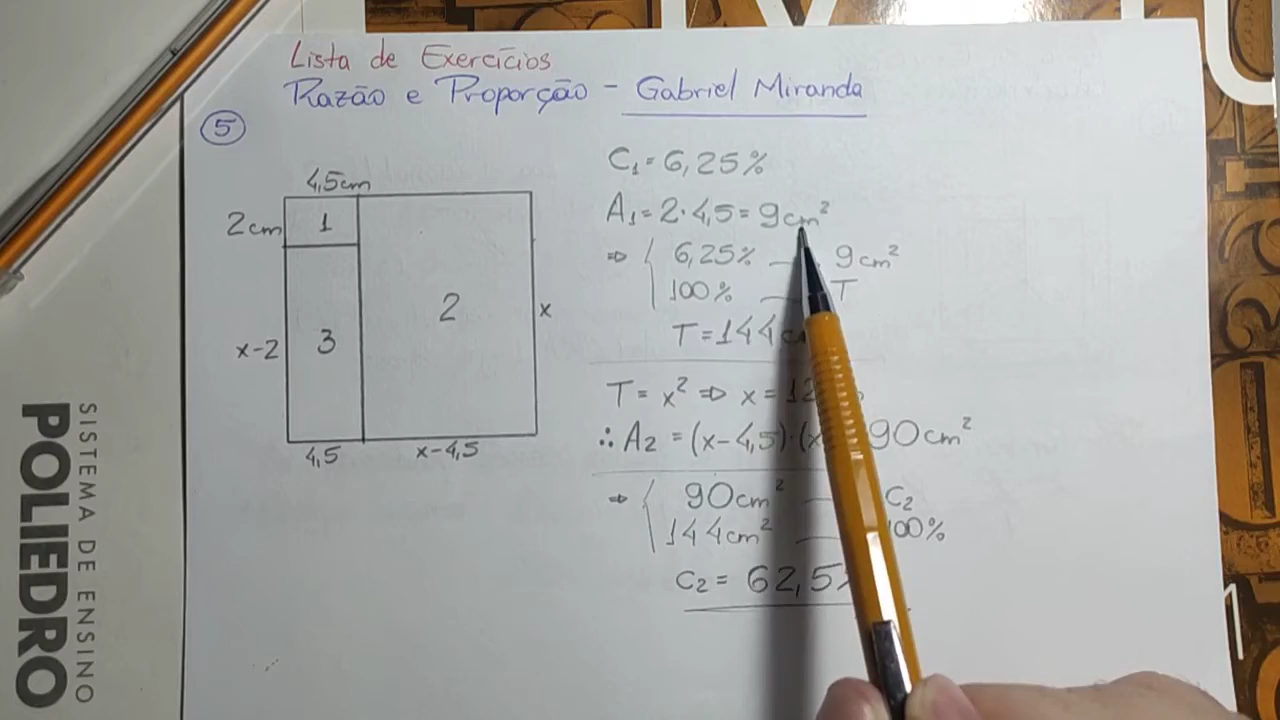 Lista de Exercícios
Razão e Proporção - Gabriel Miranda
5
4,5cm
2cm
1
2
3
x
x-2
4,5
x-4,5
C₁ = 6,25%
A₁ = 2·4,5 = 9cm²
⇒ { 6,25% — 9cm²
100% — T
T = 144
T = x² ⇒ x = 12
∴ A₂ = (x-4,5)·(x 90cm²
⇒ { 90cm² — C₂
144cm² — 100%
C₂ = 62,5%
SISTEMA DE ENSINO
POLIEDRO